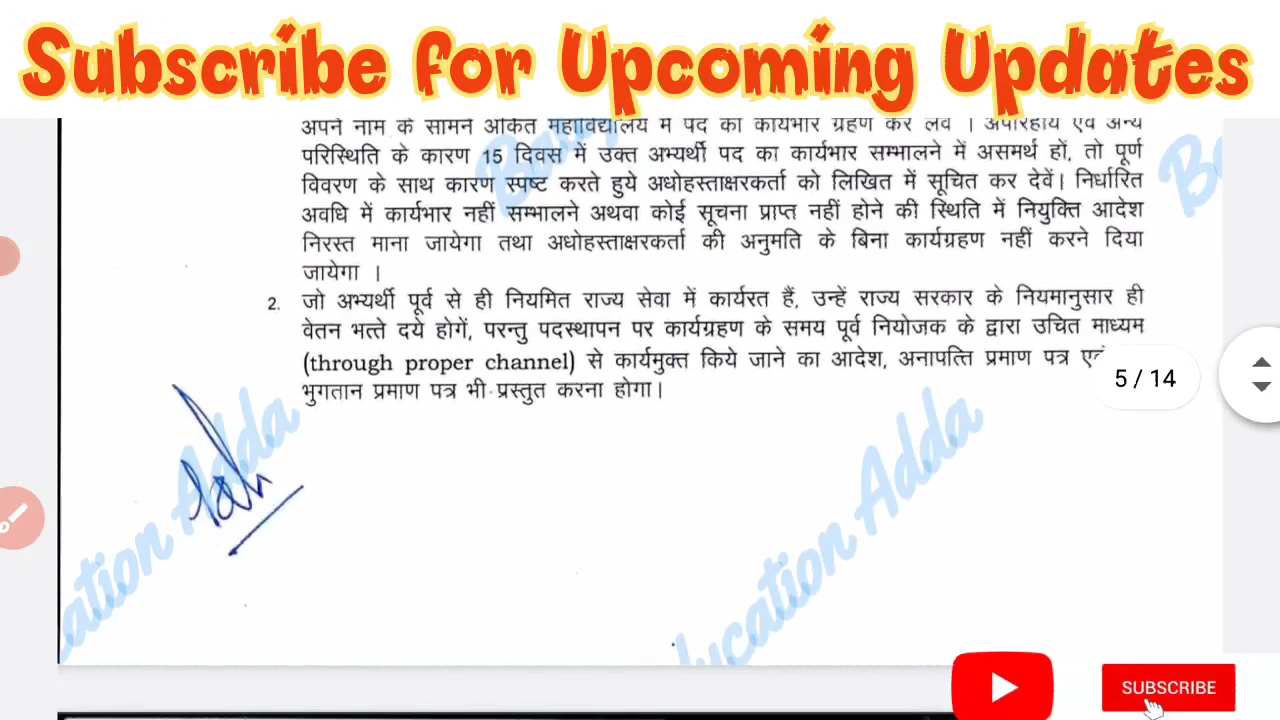 Subscribe for Upcoming Updates
अपने नाम के सामने अंकित महाविद्यालय में पद का कार्यभार ग्रहण कर लेवें । अपरिहार्य एवं अन्य
परिस्थिति के कारण 15 दिवस में उक्त अभ्यर्थी पद का कार्यभार सम्भालने में असमर्थ हों, तो पूर्ण
विवरण के साथ कारण स्पष्ट करते हुये अधोहस्ताक्षरकर्ता को लिखित में सूचित कर देवें। निर्धारित
अवधि में कार्यभार नहीं सम्भालने अथवा कोई सूचना प्राप्त नहीं होने की स्थिति में नियुक्ति आदेश
निरस्त माना जायेगा तथा अधोहस्ताक्षरकर्ता की अनुमति के बिना कार्यग्रहण नहीं करने दिया
जायेगा ।
2. जो अभ्यर्थी पूर्व से ही नियमित राज्य सेवा में कार्यरत हैं, उन्हें राज्य सरकार के नियमानुसार ही
वेतन भत्ते दये होगें, परन्तु पदस्थापन पर कार्यग्रहण के समय पूर्व नियोजक के द्वारा उचित माध्यम
(through proper channel) से कार्यमुक्त किये जाने का आदेश, अनापत्ति प्रमाण पत्र
भुगतान प्रमाण पत्र भी प्रस्तुत करना होगा।
5 / 14
ucation Adda
SUBSCRIBE